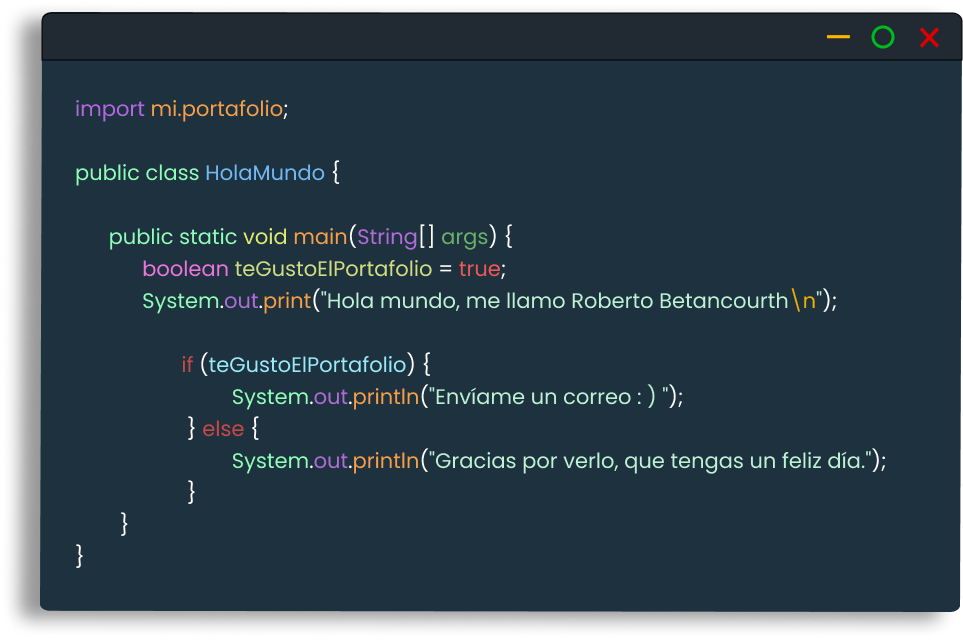 import mi.portafolio;
public class HolaMundo {
public static void main(String[] args) {
boolean teGustoElPortafolio = true;
System.out.print("Hola mundo, me llamo Roberto Betancourth\n");
if (teGustoElPortafolio) {
System.out.println("Envíame un correo : ) ");
} else {
System.out.println("Gracias por verlo, que tengas un feliz día.");
}
}
}